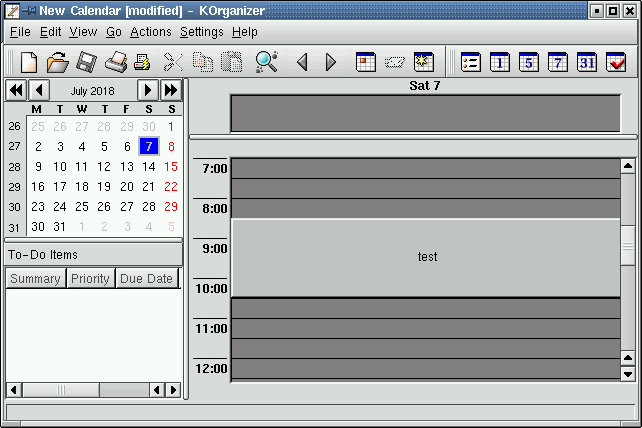 New Calendar [modified] – KOrganizer
File Edit View Go Actions Settings Help
1 5 7 31
July 2018
M T W T F S S
26 25 26 27 28 29 30 1
27 2 3 4 5 6 7 8
28 9 10 11 12 13 14 15
29 16 17 18 19 20 21 22
30 23 24 25 26 27 28 29
31 30 31 1 2 3 4 5
To-Do Items
Summary Priority Due Date
Sat 7
7:00
8:00
9:00
test
10:00
11:00
12:00